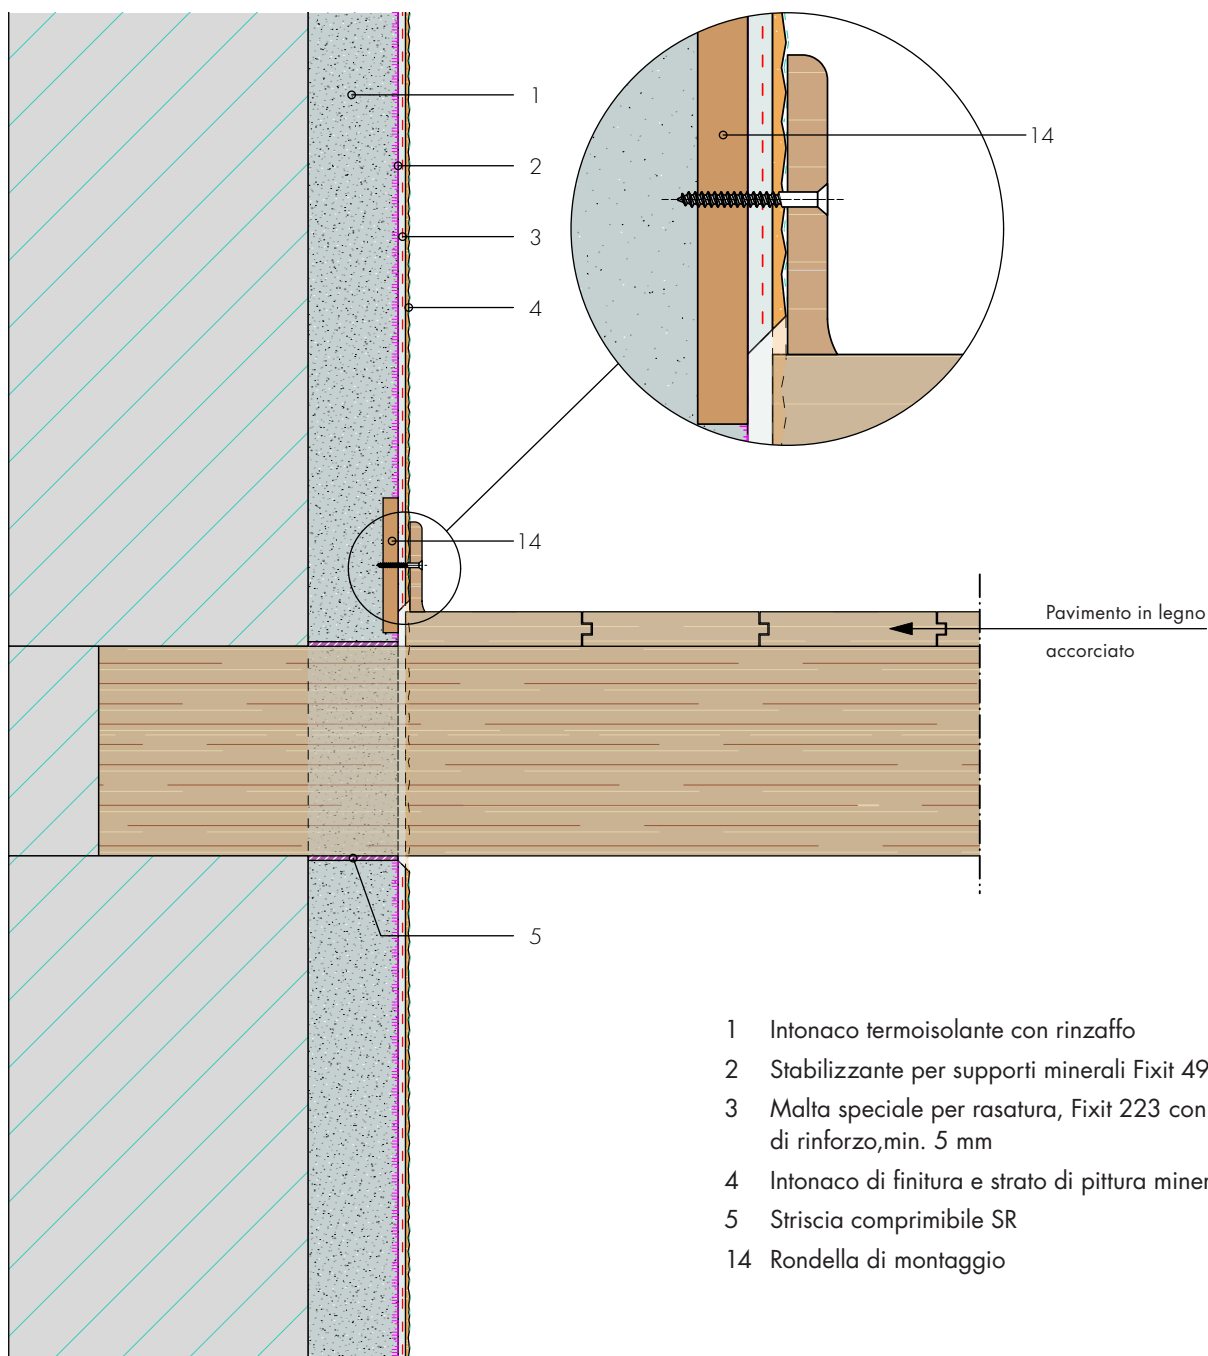 1
2
3
4
14
14
Pavimento in legno
accorciato
5
1 Intonaco termoisolante con rinzaffo
2 Stabilizzante per supporti minerali Fixit 49
3 Malta speciale per rasatura, Fixit 223 con
di rinforzo,min. 5 mm
4 Intonaco di finitura e strato di pittura miner
5 Striscia comprimibile SR
14 Rondella di montaggio